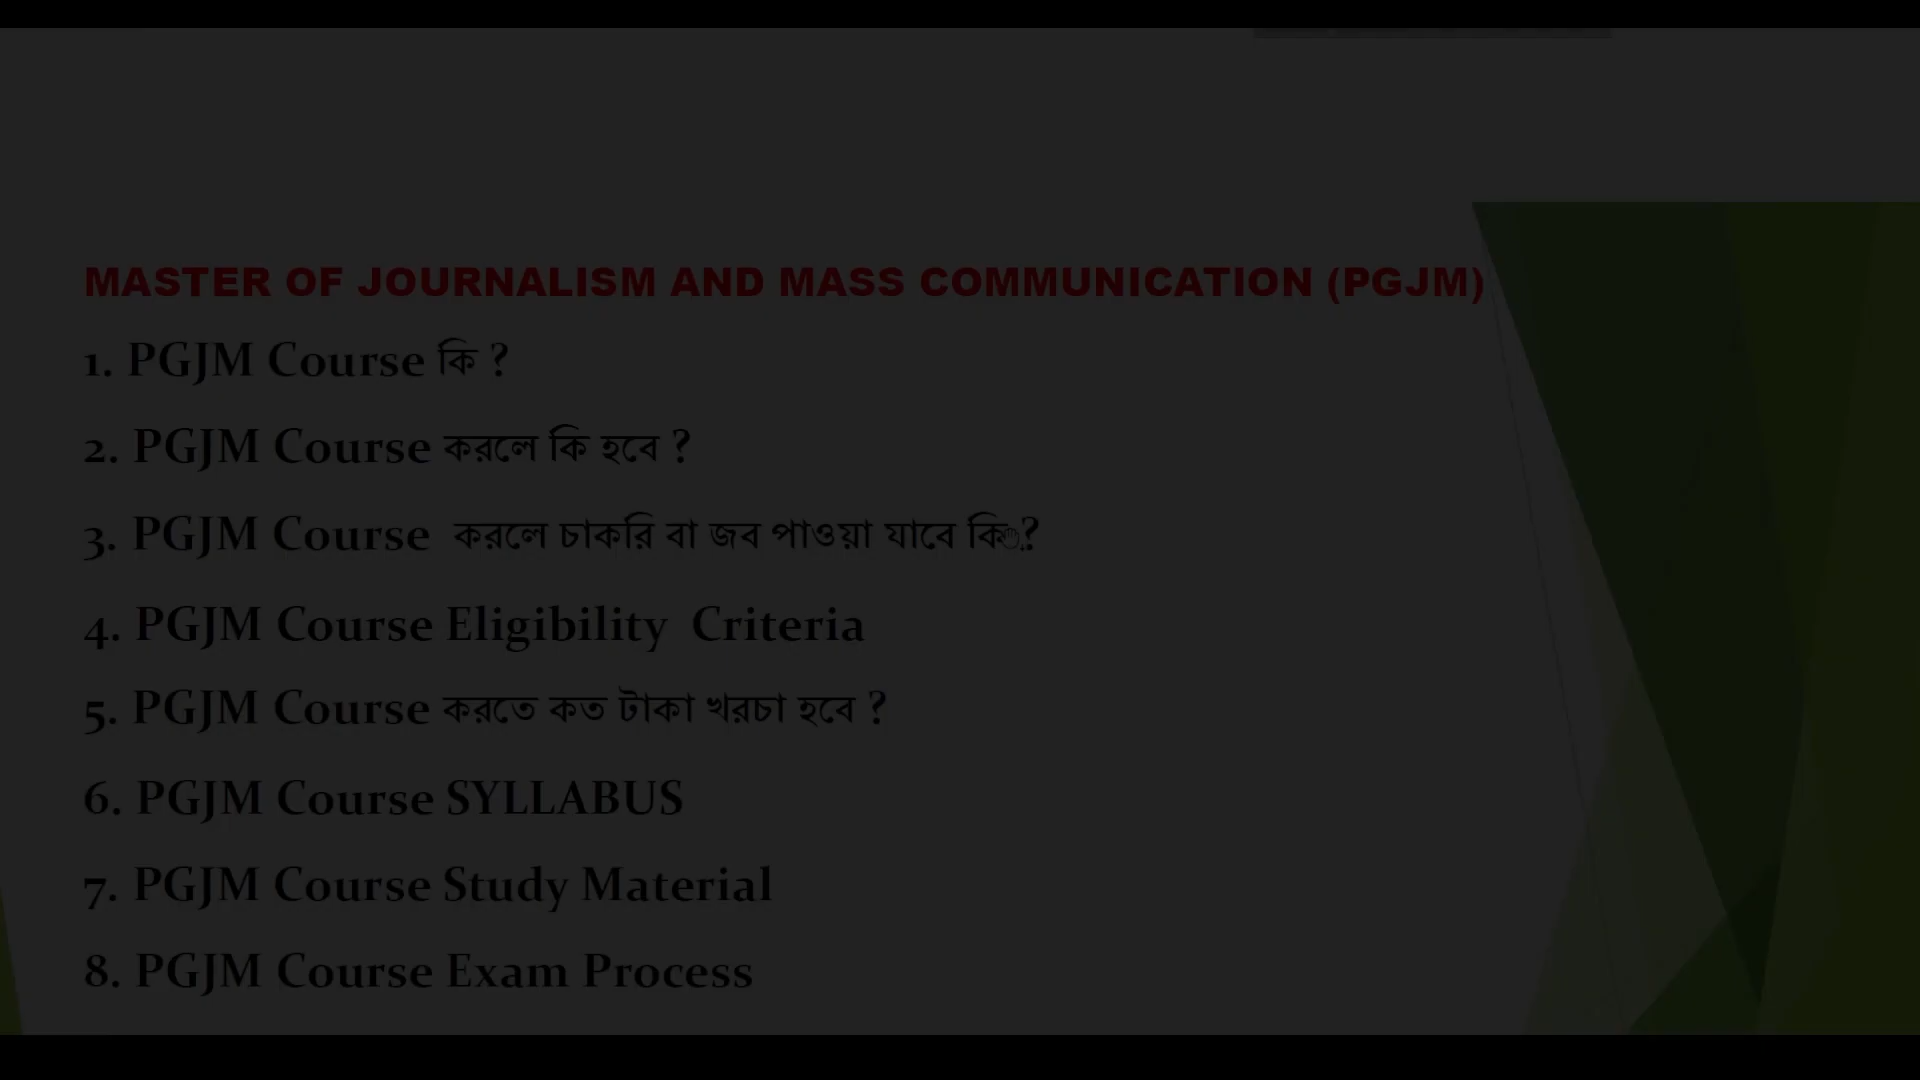 MASTER OF JOURNALISM AND MASS COMMUNICATION (PGJM)
1. PGJM Course কি ?
2. PGJM Course করলে কি হবে ?
3. PGJM Course করলে চাকরি বা জব পাওয়া যাবে কি ?
4. PGJM Course Eligibility Criteria
5. PGJM Course করতে কত টাকা খরচা হবে ?
6. PGJM Course SYLLABUS
7. PGJM Course Study Material
8. PGJM Course Exam Process